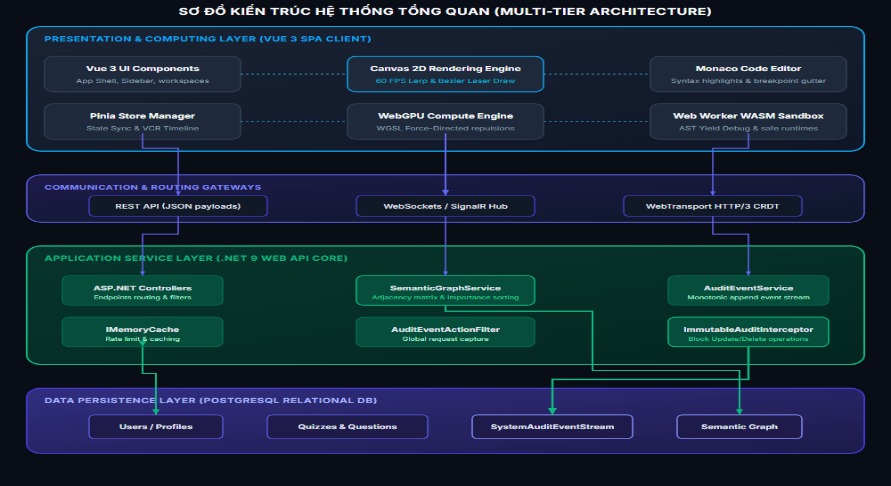 SƠ ĐỒ KIẾN TRÚC HỆ THỐNG TỔNG QUAN (MULTI-TIER ARCHITECTURE)
PRESENTATION & COMPUTING LAYER (VUE 3 SPA CLIENT)
Vue 3 UI Components
App Shell, Sidebar, workspaces
Canvas 2D Rendering Engine
60 FPS Lerp & Bezier Laser Draw
Monaco Code Editor
Syntax highlights & breakpoint gutter
Pinia Store Manager
State Sync & VCR Timeline
WebGPU Compute Engine
WGSL Force-Directed repulsions
Web Worker WASM Sandbox
AST Yield Debug & safe runtimes
COMMUNICATION & ROUTING GATEWAYS
REST API (JSON payloads)
WebSockets / SignalR Hub
WebTransport HTTP/3 CRDT
APPLICATION SERVICE LAYER (.NET 9 WEB API CORE)
ASP.NET Controllers
Endpoints routing & filters
SemanticGraphService
Adjacency matrix & Importance sorting
AuditEventService
Monotonic append event stream
IMemoryCache
Rate limit & caching
AuditEventActionFilter
Global request capture
ImmutableAuditInterceptor
Block Update/Delete operations
DATA PERSISTENCE LAYER (POSTGRESQL RELATIONAL DB)
Users / Profiles
Quizzes & Questions
SystemAuditEventStream
Semantic Graph